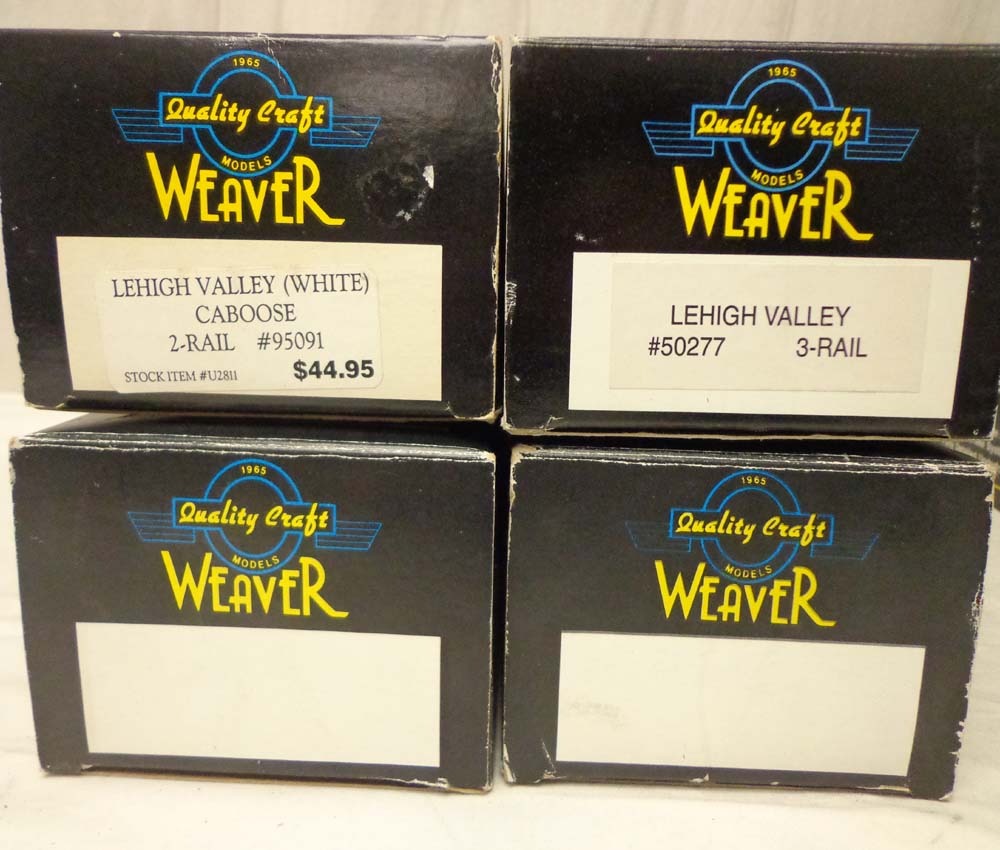 1965
Quality Craft
MODELS
WEAVER
LEHIGH VALLEY (WHITE)
CABOOSE
2-RAIL #95091
STOCK ITEM #U2811 $44.95
1965
Quality Craft
MODELS
WEAVER
LEHIGH VALLEY
#50277 3-RAIL
1965
Quality Craft
MODELS
WEAVER
1965
Quality Craft
MODELS
WEAVER